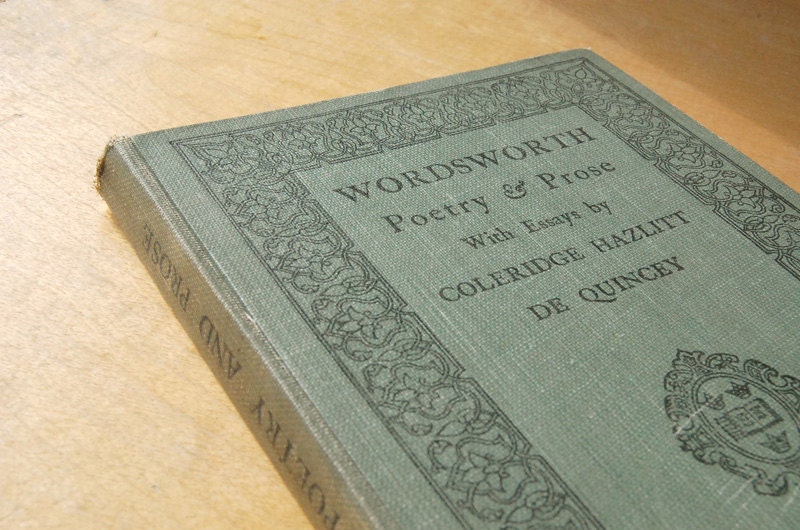 WORDSWORTH
Poetry & Prose
With Essays by
COLERIDGE HAZLITT
DE QUINCEY
POETRY AND PROSE